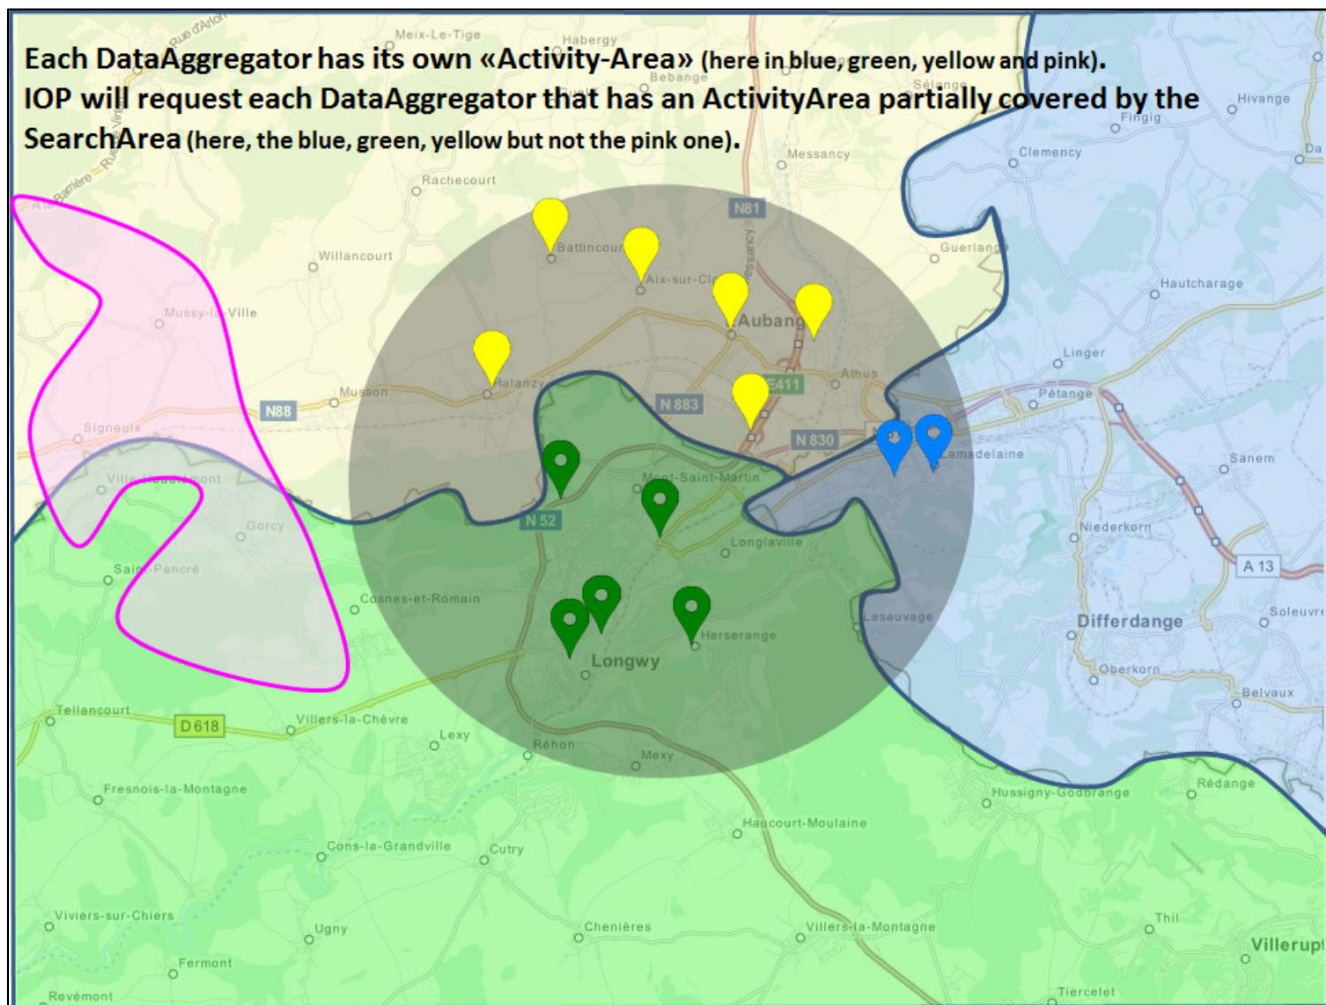 Each DataAggregator has its own «Activity-Area» (here in blue, green, yellow and pink).
IOP will request each DataAggregator that has an ActivityArea partially covered by the
SearchArea (here, the blue, green, yellow but not the pink one).
Rue d'Arlon
Meix-Le-Tige
Habergy
Bebange
Sélange
Hivange
Fingig
Clemency
Messancy
Rachecourt
N81
Messancy
Battincou
Guerlange
Willancourt
Aix-sur-Clo
Hautcharage
Mussy-la-Ville
Aubang
Linger
Athus
Halanzy
E411
Musson
N88
N 883
Pétange
Signeulx
N 830
Lamadelaine
Sanem
Mont-Saint-Martin
N 52
Niederkorn
Gorcy
Longlaville
A 13
Saint-Pancré
Cosnes-et-Romain
Lasauvage
Soleuvre
Differdange
Herserange
Longwy
Oberkorn
Belvaux
Tellancourt
D 618
Villers-la-Chèvre
Lexy
Réhon
Mexy
Rédange
Fresnois-la-Montagne
Hussigny-Godbrange
Haucourt-Moulaine
Cons-la-Grandville
Cutry
Viviers-sur-Chiers
Ugny
Chenières
Villers-la-Montagne
Thil
Villerupt
Fermont
Tiercelet
Revémont